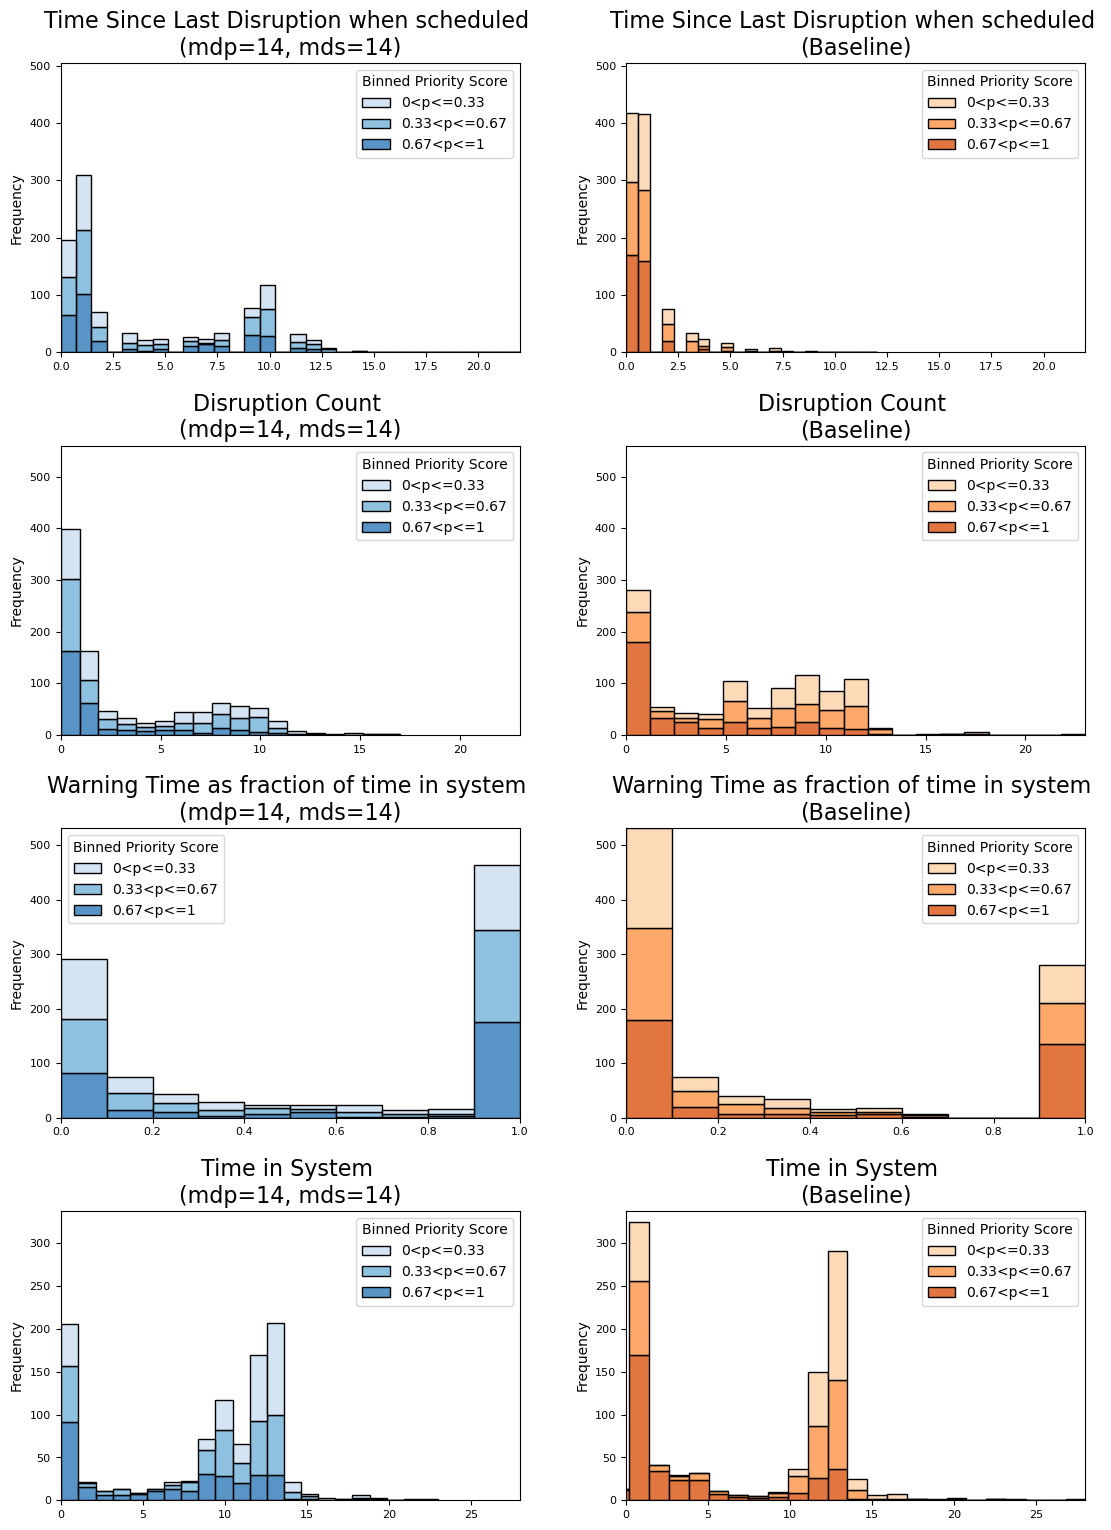 Time Since Last Disruption when scheduled
(mdp=14, mds=14)
Frequency
500
400
300
200
100
0
0.0 2.5 5.0 7.5 10.0 12.5 15.0 17.5 20.0
Binned Priority Score
0<p<=0.33
0.33<p<=0.67
0.67<p<=1
Time Since Last Disruption when scheduled
(Baseline)
Frequency
500
400
300
200
100
0
0.0 2.5 5.0 7.5 10.0 12.5 15.0 17.5 20.0
Binned Priority Score
0<p<=0.33
0.33<p<=0.67
0.67<p<=1
Disruption Count
(mdp=14, mds=14)
Frequency
500
400
300
200
100
0
0 5 10 15 20
Binned Priority Score
0<p<=0.33
0.33<p<=0.67
0.67<p<=1
Disruption Count
(Baseline)
Frequency
500
400
300
200
100
0
0 5 10 15 20
Binned Priority Score
0<p<=0.33
0.33<p<=0.67
0.67<p<=1
Warning Time as fraction of time in system
(mdp=14, mds=14)
Frequency
500
400
300
200
100
0
0.0 0.2 0.4 0.6 0.8 1.0
Binned Priority Score
0<p<=0.33
0.33<p<=0.67
0.67<p<=1
Warning Time as fraction of time in system
(Baseline)
Frequency
500
400
300
200
100
0
0.0 0.2 0.4 0.6 0.8 1.0
Binned Priority Score
0<p<=0.33
0.33<p<=0.67
0.67<p<=1
Time in System
(mdp=14, mds=14)
Frequency
300
250
200
150
100
50
0
0 5 10 15 20 25
Binned Priority Score
0<p<=0.33
0.33<p<=0.67
0.67<p<=1
Time in System
(Baseline)
Frequency
300
250
200
150
100
50
0
0 5 10 15 20 25
Binned Priority Score
0<p<=0.33
0.33<p<=0.67
0.67<p<=1